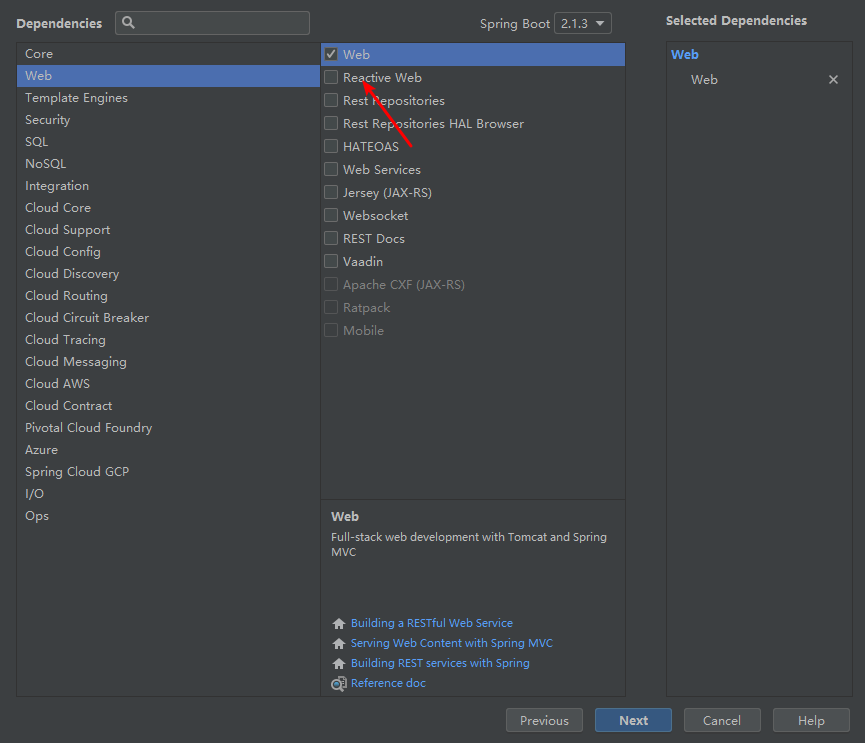 Dependencies
Spring Boot 2.1.3
Selected Dependencies
Core
Web
Template Engines
Security
SQL
NoSQL
Integration
Cloud Core
Cloud Support
Cloud Config
Cloud Discovery
Cloud Routing
Cloud Circuit Breaker
Cloud Tracing
Cloud Messaging
Cloud AWS
Cloud Contract
Pivotal Cloud Foundry
Azure
Spring Cloud GCP
I/O
Ops
Web
Reactive Web
Rest Repositories
Rest Repositories HAL Browser
HATEOAS
Web Services
Jersey (JAX-RS)
Websocket
REST Docs
Vaadin
Apache CXF (JAX-RS)
Ratpack
Mobile
Web
Full-stack web development with Tomcat and Spring
MVC
Building a RESTful Web Service
Serving Web Content with Spring MVC
Building REST services with Spring
Reference doc
Web
Web
Previous
Next
Cancel
Help